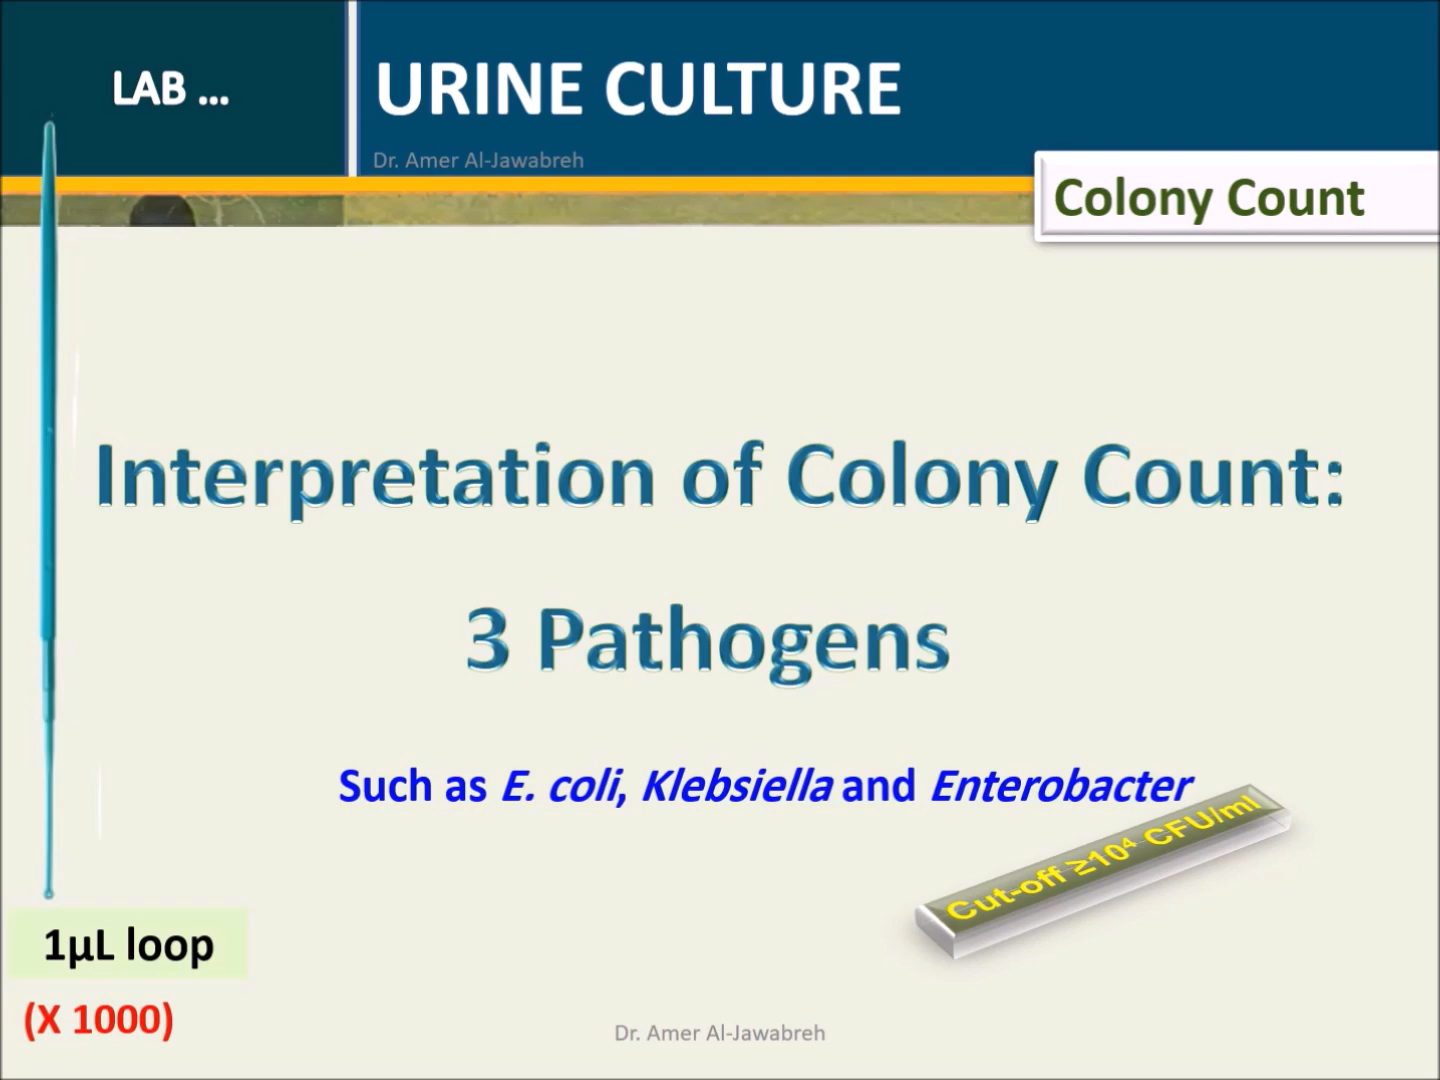 LAB ...
URINE CULTURE
Dr. Amer Al-Jawabreh
Colony Count
Interpretation of Colony Count:
3 Pathogens
Such as E. coli, Klebsiella and Enterobacter
Cut-off ≥10⁴ CFU/ml
1µL loop
(X 1000)
Dr. Amer Al-Jawabreh